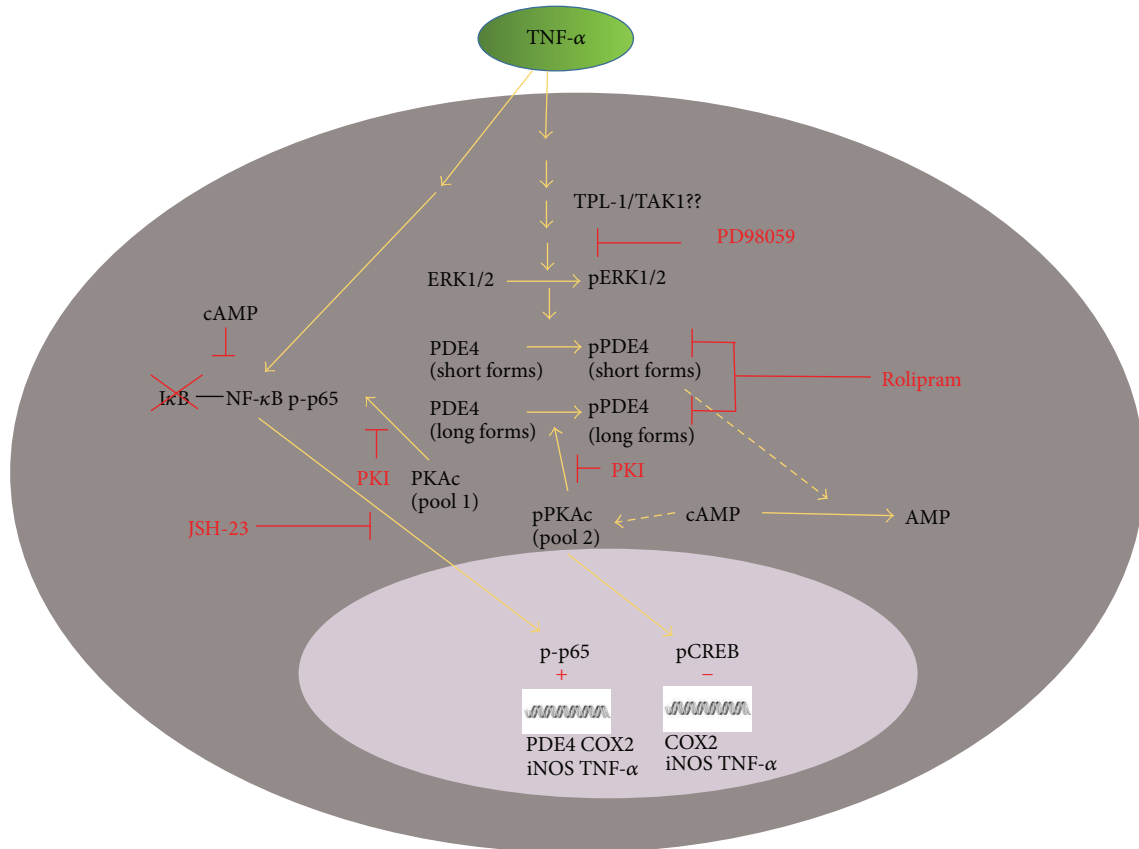 TNF-α
TPL-1/TAK1??
PD98059
ERK1/2
pERK1/2
cAMP
PDE4
(short forms)
pPDE4
(short forms)
Rolipram
IκB
NF-κB p-p65
PDE4
(long forms)
pPDE4
(long forms)
PKI
PKAc
(pool 1)
PKI
JSH-23
pPKAc
(pool 2)
cAMP
AMP
p-p65
+
PDE4 COX2
iNOS TNF-α
pCREB
−
COX2
iNOS TNF-α